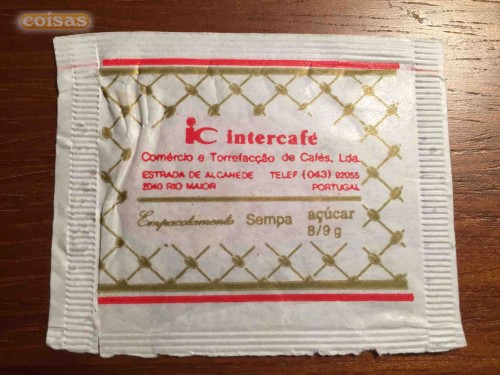 coisas
ic intercafé
Comércio e Torrefacção de Cafés, Lda.
ESTRADA DE ALCANEDE TELEF (043) 92055
2040 RIO MAIOR PORTUGAL
Empacotamento Sempa açúcar
8/9 g